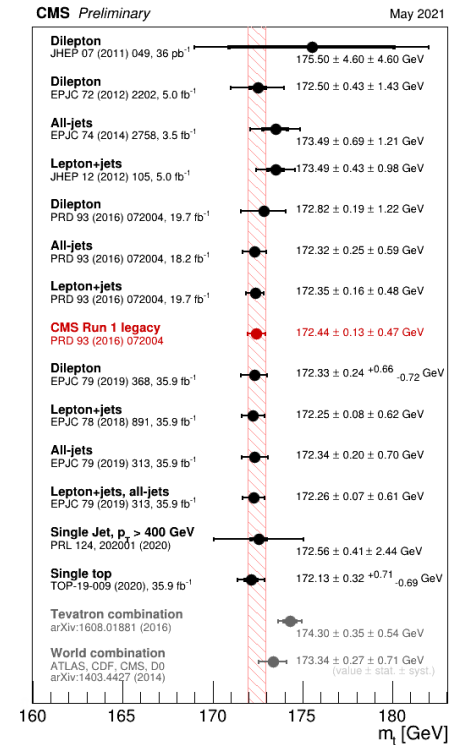 CMS Preliminary May 2021
Dilepton
JHEP 07 (2011) 049, 36 pb⁻¹
175.50 ± 4.60 ± 4.60 GeV
Dilepton
EPJC 72 (2012) 2202, 5.0 fb⁻¹
172.50 ± 0.43 ± 1.43 GeV
All-jets
EPJC 74 (2014) 2758, 3.5 fb⁻¹
173.49 ± 0.69 ± 1.21 GeV
Lepton+jets
JHEP 12 (2012) 105, 5.0 fb⁻¹
173.49 ± 0.43 ± 0.98 GeV
Dilepton
PRD 93 (2016) 072004, 19.7 fb⁻¹
172.82 ± 0.19 ± 1.22 GeV
All-jets
PRD 93 (2016) 072004, 18.2 fb⁻¹
172.32 ± 0.25 ± 0.59 GeV
Lepton+jets
PRD 93 (2016) 072004, 19.7 fb⁻¹
172.35 ± 0.16 ± 0.48 GeV
CMS Run 1 legacy
PRD 93 (2016) 072004
172.44 ± 0.13 ± 0.47 GeV
Dilepton
EPJC 79 (2019) 368, 35.9 fb⁻¹
172.33 ± 0.24 +0.66 -0.72 GeV
Lepton+jets
EPJC 78 (2018) 891, 35.9 fb⁻¹
172.25 ± 0.08 ± 0.62 GeV
All-jets
EPJC 79 (2019) 313, 35.9 fb⁻¹
172.34 ± 0.20 ± 0.70 GeV
Lepton+jets, all-jets
EPJC 79 (2019) 313, 35.9 fb⁻¹
172.26 ± 0.07 ± 0.61 GeV
Single Jet, p_T > 400 GeV
PRL 124, 202001 (2020)
172.56 ± 0.41 ± 2.44 GeV
Single top
TOP-19-009 (2020), 35.9 fb⁻¹
172.13 ± 0.32 +0.71 -0.69 GeV
Tevatron combination
arXiv:1608.01881 (2016)
174.30 ± 0.35 ± 0.54 GeV
World combination
ATLAS, CDF, CMS, D0
arXiv:1403.4427 (2014)
173.34 ± 0.27 ± 0.71 GeV
(value ± stat. ± syst.)
160 165 170 175 180
m_t [GeV]